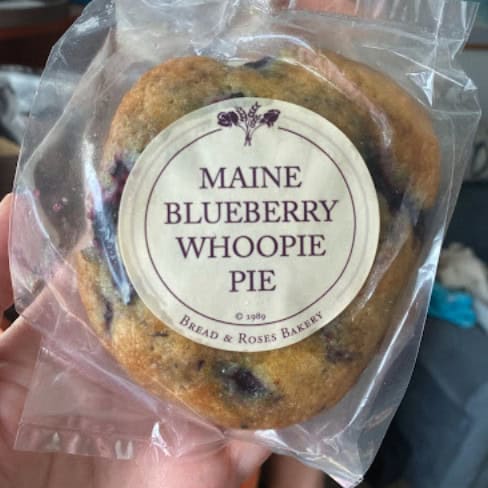 MAINE
BLUEBERRY
WHOOPIE
PIE
© 1989
BREAD & ROSES BAKERY